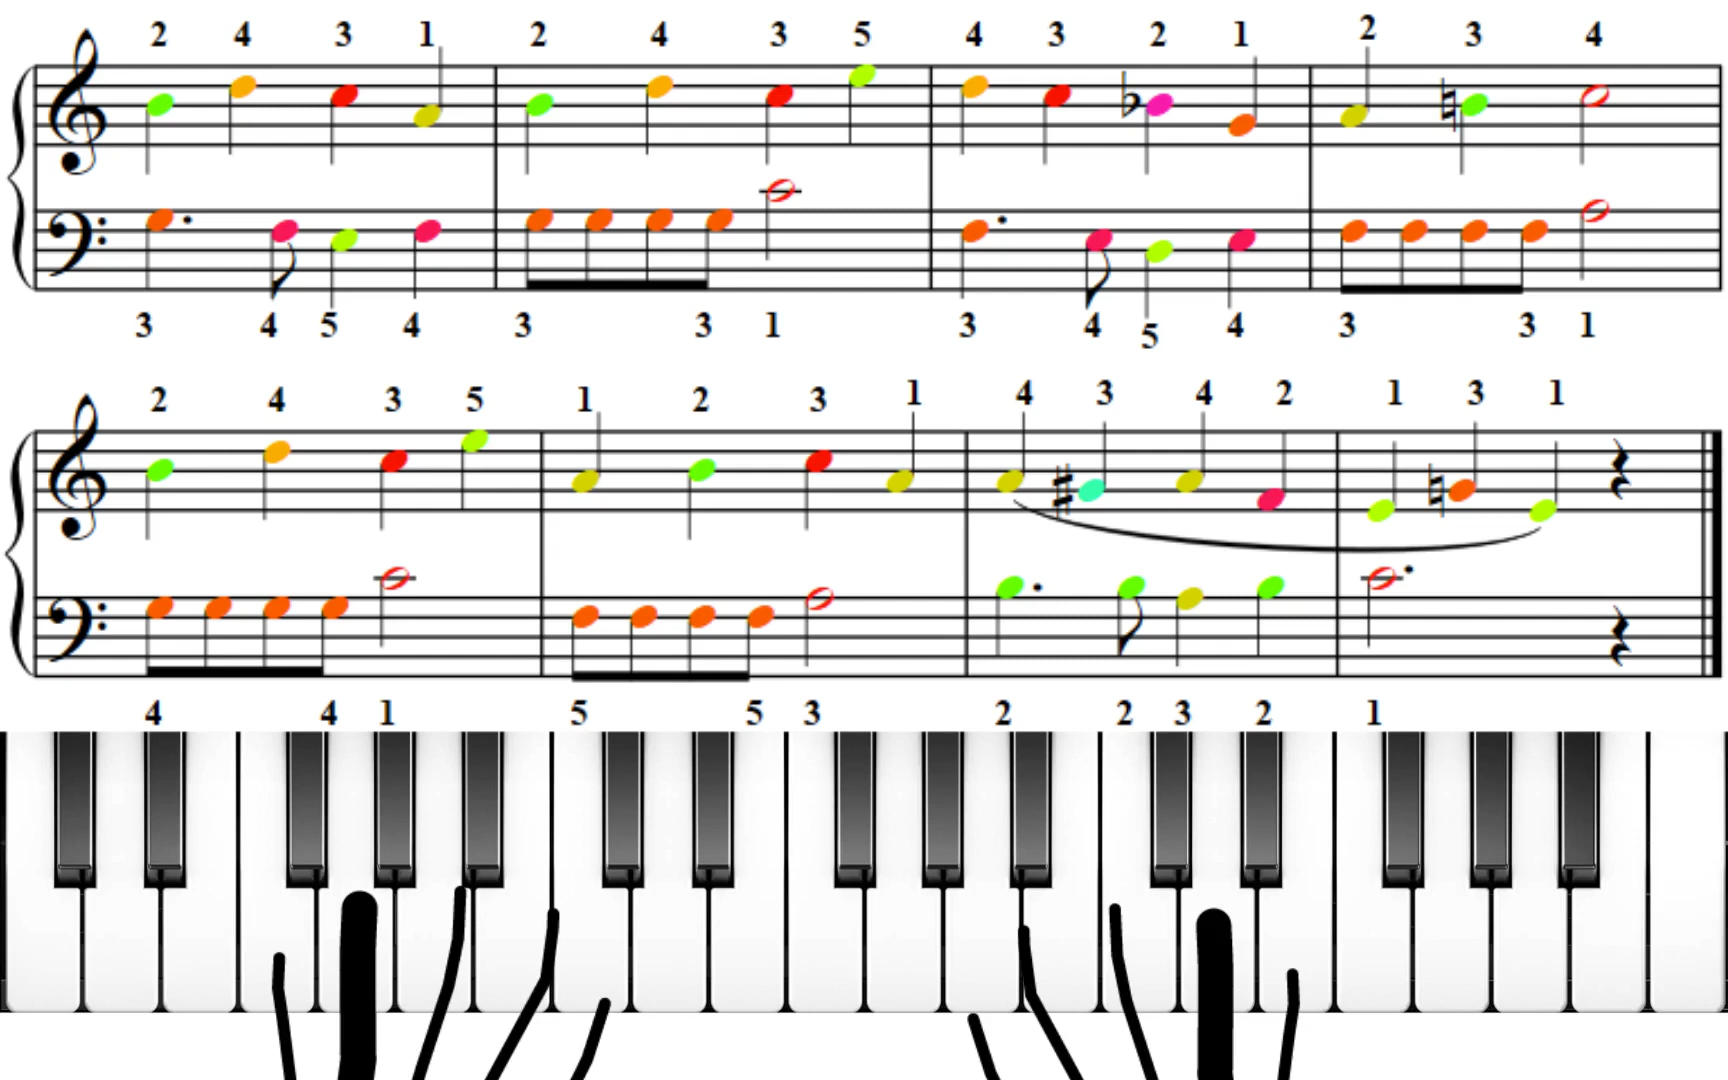 2 4 3 1 2 4 3 5 4 3 2 1 2 3 4
3 4 5 4 3 3 1 3 4 5 4 3 3 1
2 4 3 5 1 2 3 1 4 3 4 2 1 3 1
4 4 1 5 5 3 2 2 3 2 1